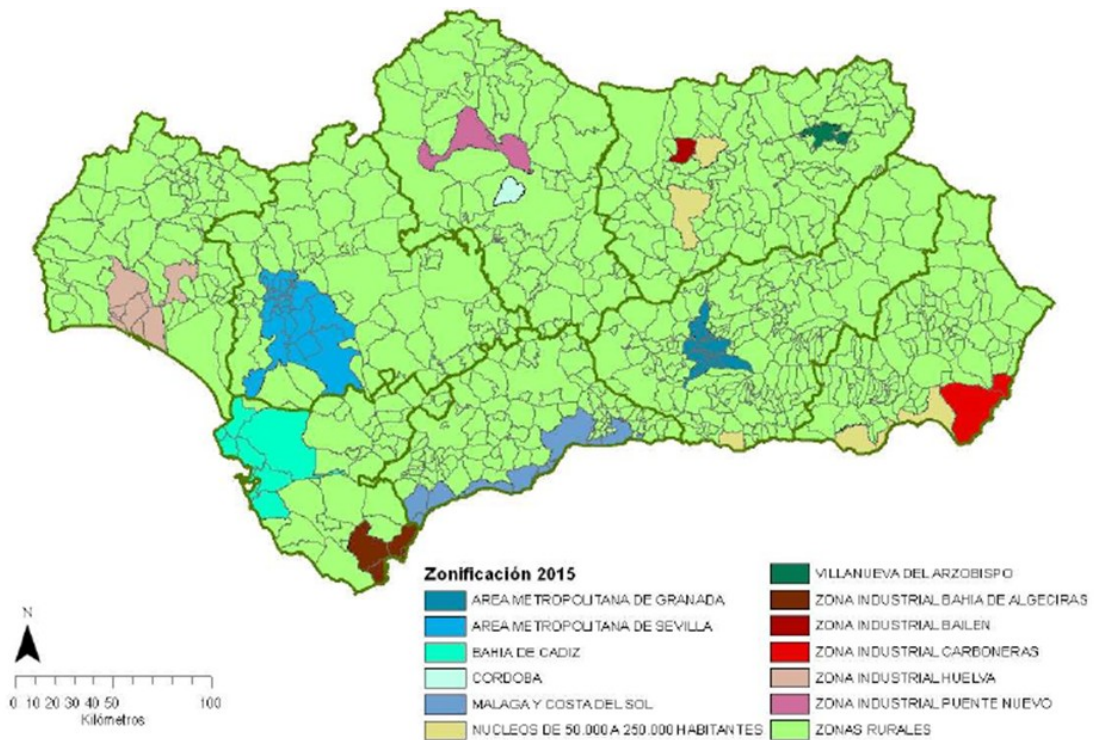 Zonificación 2015
AREA METROPOLITANA DE GRANADA
AREA METROPOLITANA DE SEVILLA
BAHIA DE CADIZ
CORDOBA
MALAGA Y COSTA DEL SOL
NUCLEOS DE 50.000 A 250.000 HABITANTES
VILLANUEVA DEL ARZOBISPO
ZONA INDUSTRIAL BAHIA DE ALGECIRAS
ZONA INDUSTRIAL BAILEN
ZONA INDUSTRIAL CARBONERAS
ZONA INDUSTRIAL HUELVA
ZONA INDUSTRIAL PUENTE NUEVO
ZONAS RURALES
N
0 10 20 30 40 50 100
Kilómetros